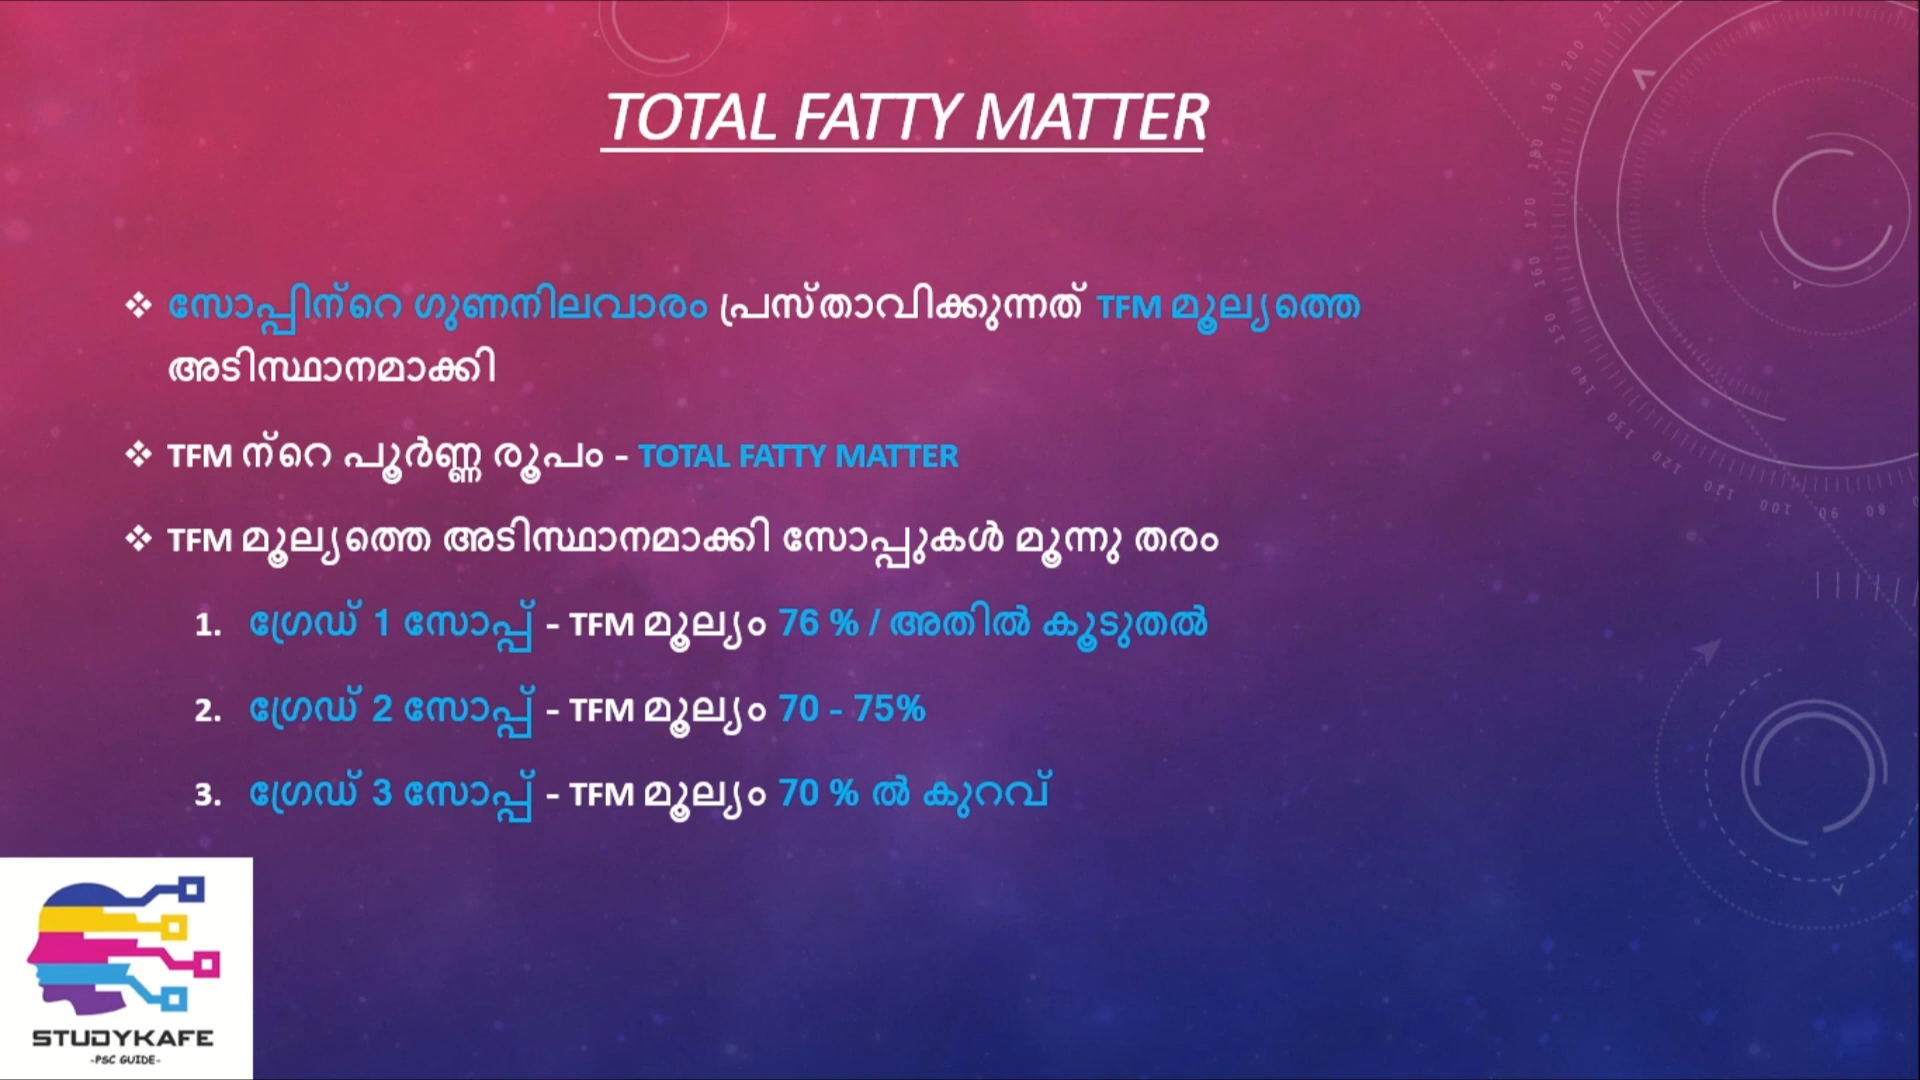 TOTAL FATTY MATTER
❖ സോപ്പിന്റെ ഗുണനിലവാരം പ്രസ്താവിക്കുന്നത് TFM മൂല്യത്തെ
അടിസ്ഥാനമാക്കി
❖ TFM ന്റെ പൂർണ്ണ രൂപം - TOTAL FATTY MATTER
❖ TFM മൂല്യത്തെ അടിസ്ഥാനമാക്കി സോപ്പുകൾ മൂന്നു തരം
1. ഗ്രേഡ് 1 സോപ്പ് - TFM മൂല്യം 76 % / അതിൽ കൂടുതൽ
2. ഗ്രേഡ് 2 സോപ്പ് - TFM മൂല്യം 70 - 75%
3. ഗ്രേഡ് 3 സോപ്പ് - TFM മൂല്യം 70 % ൽ കുറവ്
STUDYKAFE
-PSC GUIDE-